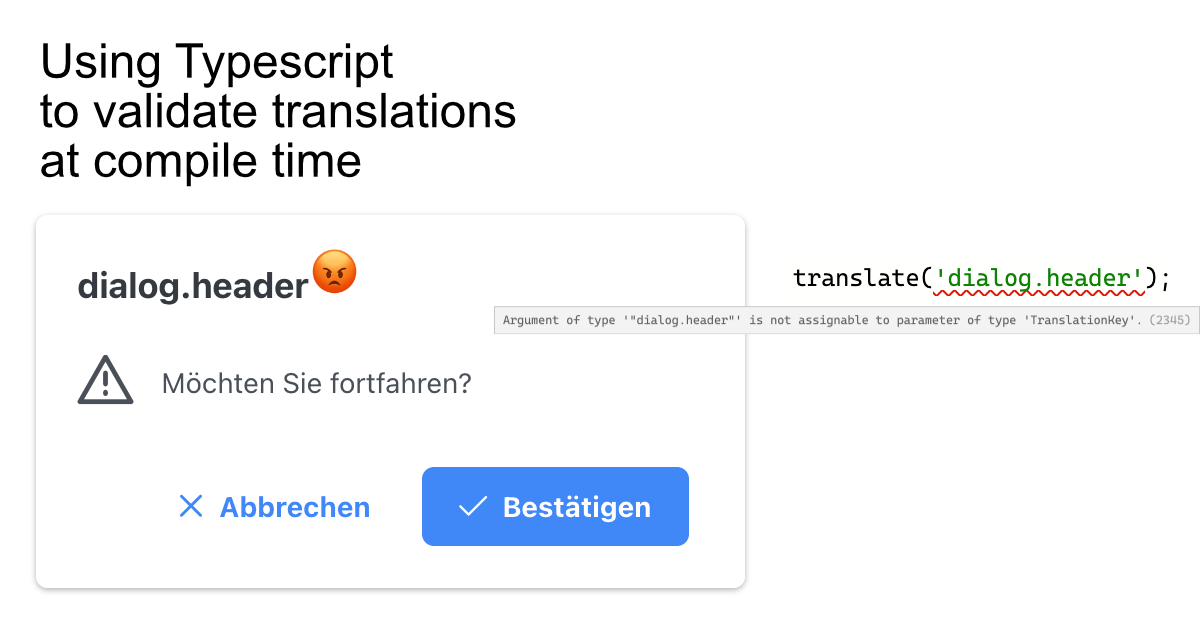 Using Typescript
to validate translations
at compile time
dialog.header😡
translate('dialog.header');
Argument of type '"dialog.header"' is not assignable to parameter of type 'TranslationKey'. (2345)
Möchten Sie fortfahren?
Abbrechen
Bestätigen